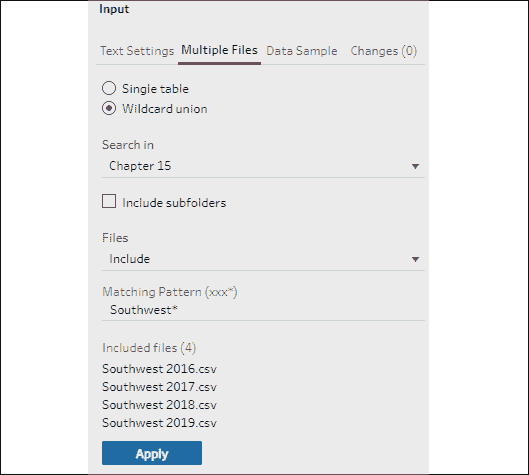 Input
Text Settings Multiple Files Data Sample Changes (0)
Single table
Wildcard union
Search in
Chapter 15
Include subfolders
Files
Include
Matching Pattern (xxx*)
Southwest*
Included files (4)
Southwest 2016.csv
Southwest 2017.csv
Southwest 2018.csv
Southwest 2019.csv
Apply